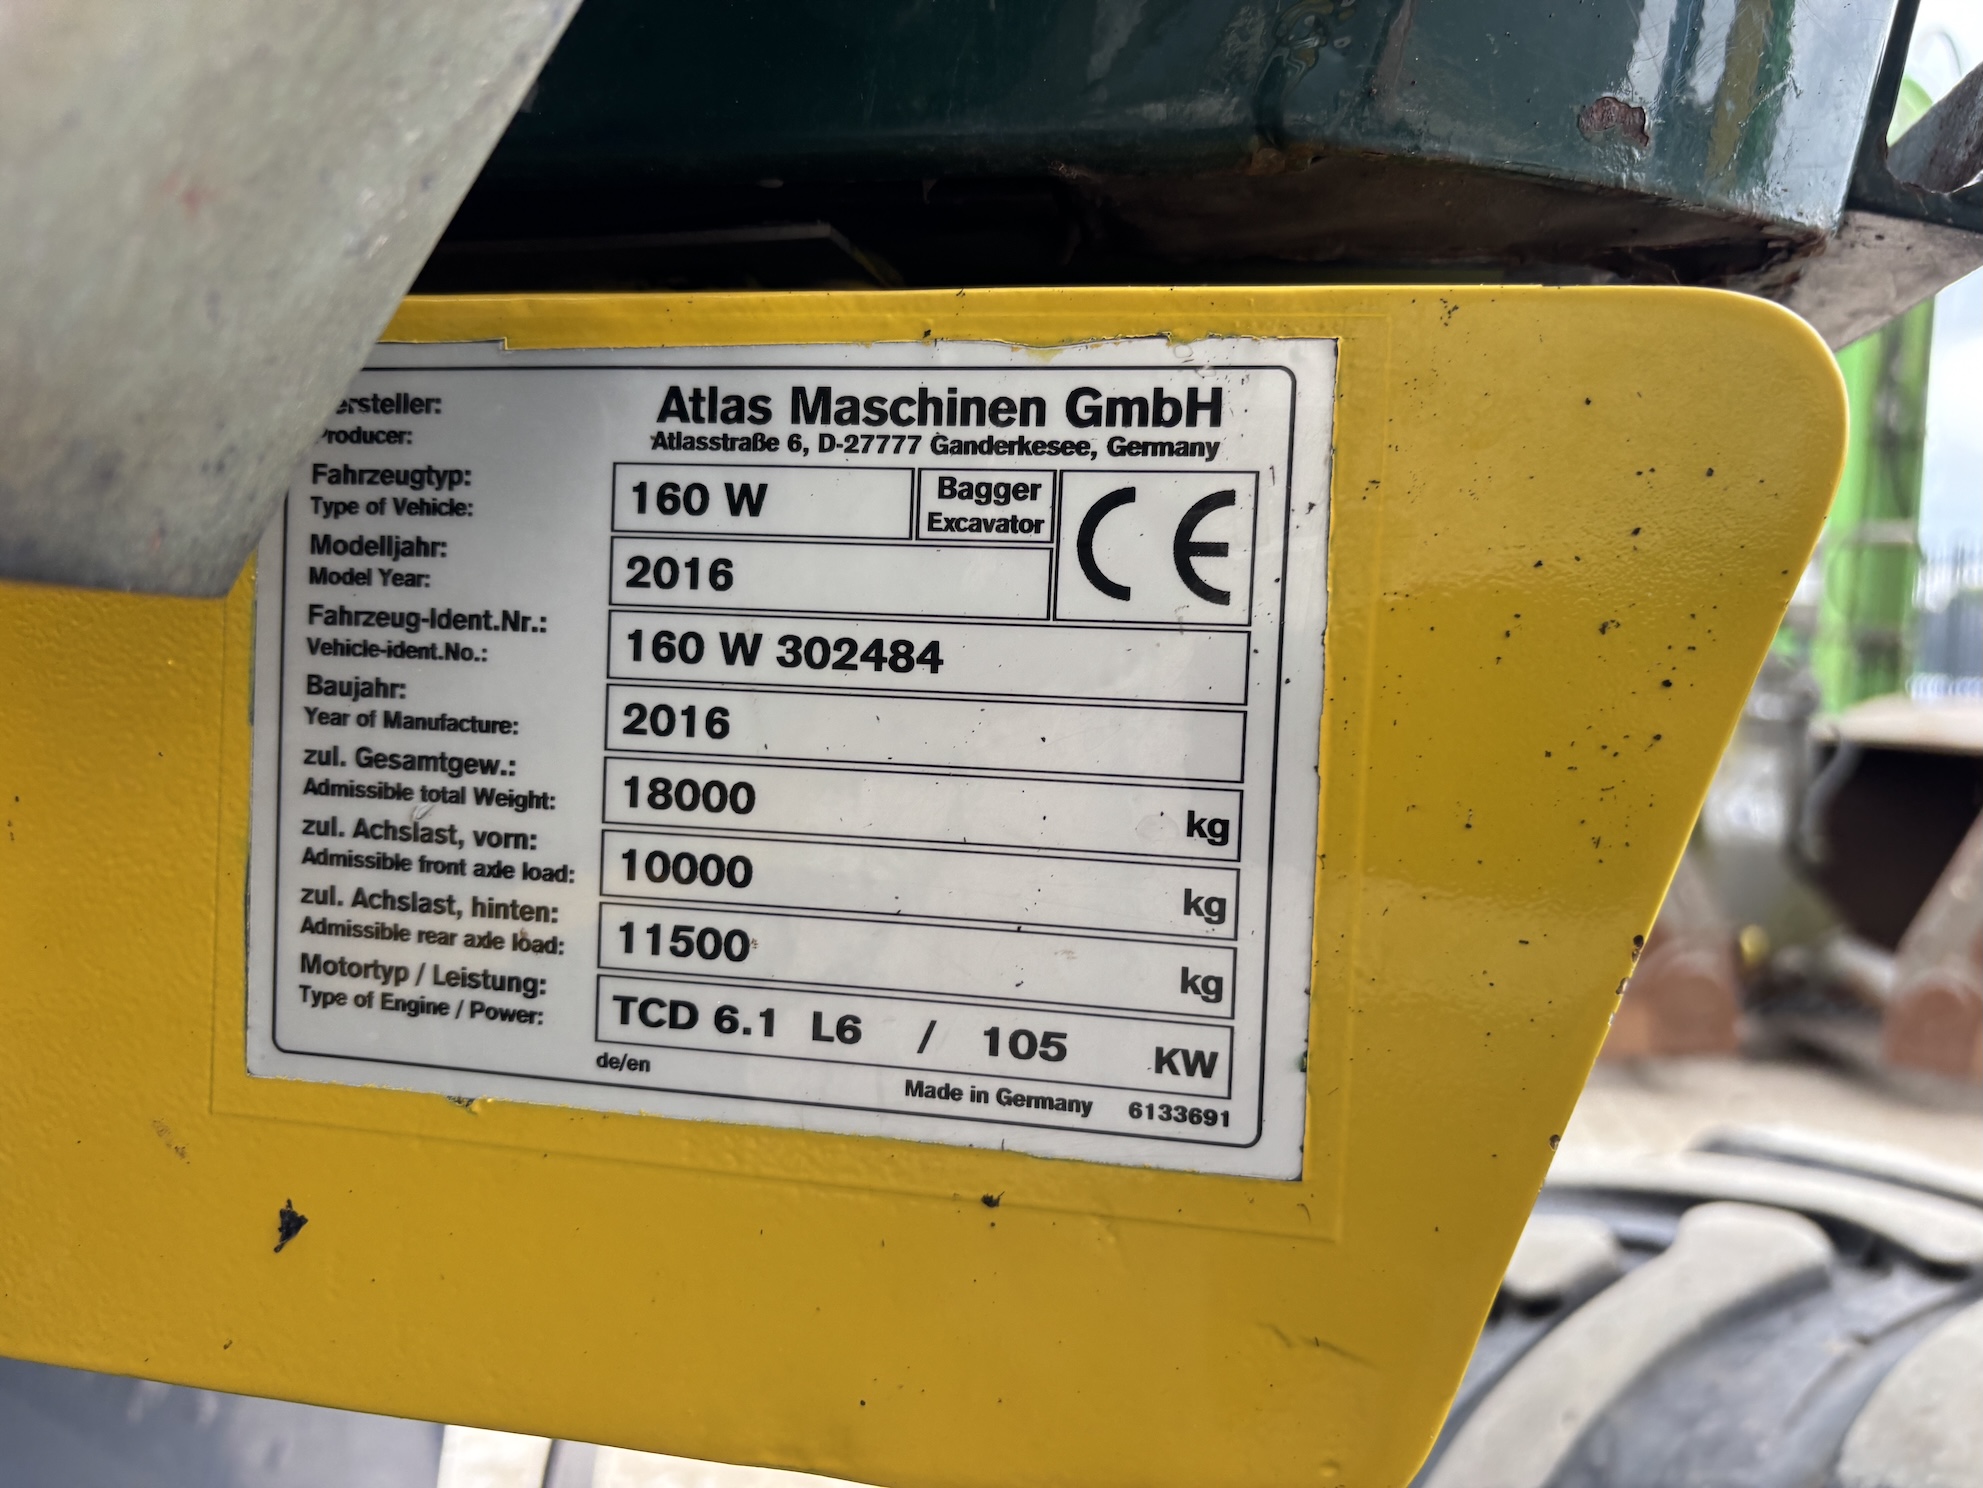 ersteller: Atlas Maschinen GmbH
Producer: Atlasstraße 6, D-27777 Ganderkesee, Germany
Fahrzeugtyp:
Type of Vehicle:
160 W
Bagger
Excavator
CE
Modelljahr:
Model Year:
2016
Fahrzeug-Ident.Nr.:
Vehicle-ident.No.:
160 W 302484
Baujahr:
Year of Manufacture:
2016
zul. Gesamtgew.:
Admissible total Weight:
18000 kg
zul. Achslast, vorn:
Admissible front axle load:
10000 kg
zul. Achslast, hinten:
Admissible rear axle load:
11500 kg
Motortyp / Leistung:
Type of Engine / Power:
TCD 6.1 L6 / 105 KW
de/en
Made in Germany 6133691